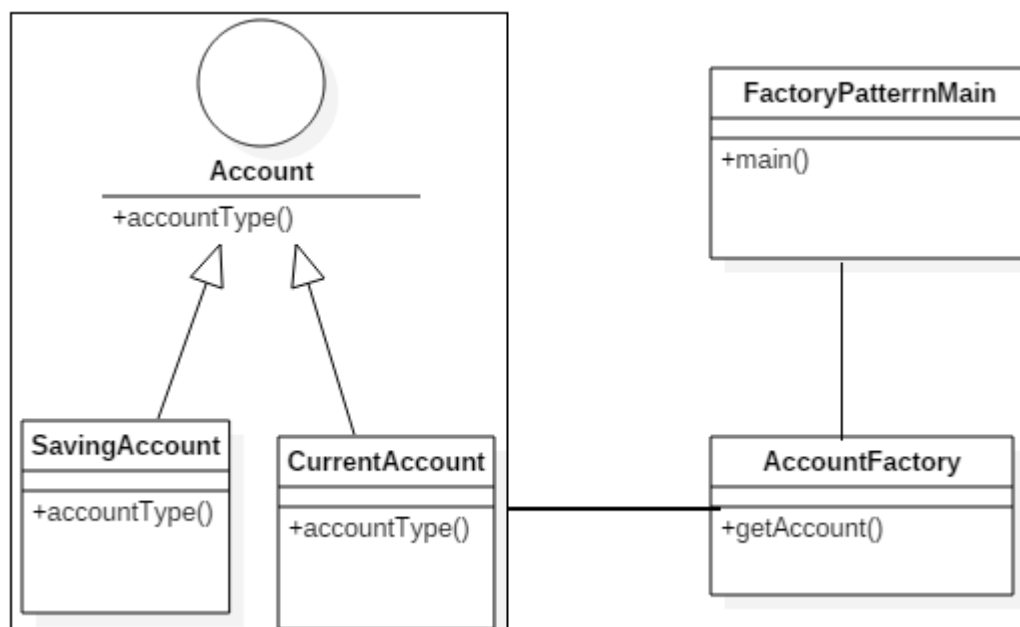 Account
+accountType()
SavingAccount
+accountType()
CurrentAccount
+accountType()
FactoryPatterrnMain
+main()
AccountFactory
+getAccount()